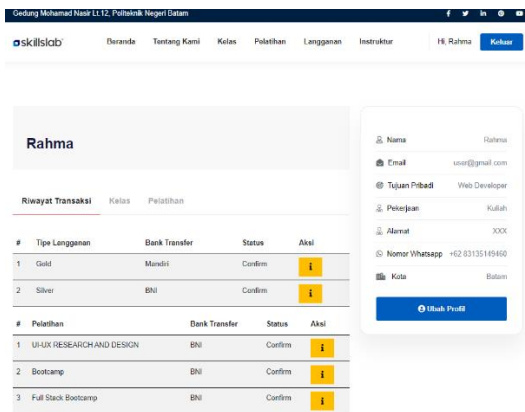 Gedung Mohamad Nasir Lt.12, Politeknik Negeri Batam
skillslab
Beranda Tentang Kami Kelas Pelatihan Langganan Instruktur Hi, Rahma Keluar
Rahma
Riwayat Transaksi Kelas Pelatihan
# Tipe Langganan Bank Transfer Status Aksi
1 Gold Mandiri Confirm i
2 Silver BNI Confirm i
# Pelatihan Bank Transfer Status Aksi
1 UI-UX RESEARCH AND DESIGN BNI Confirm i
2 Bootcamp BNI Confirm i
3 Full Stack Bootcamp BNI Confirm i
Nama Rahma
Email user@gmail.com
Tujuan Pribadi Web Developer
Pekerjaan Kuliah
Alamat XXX
Nomor Whatsapp +62 83135149460
Kota Batam
Ubah Profil